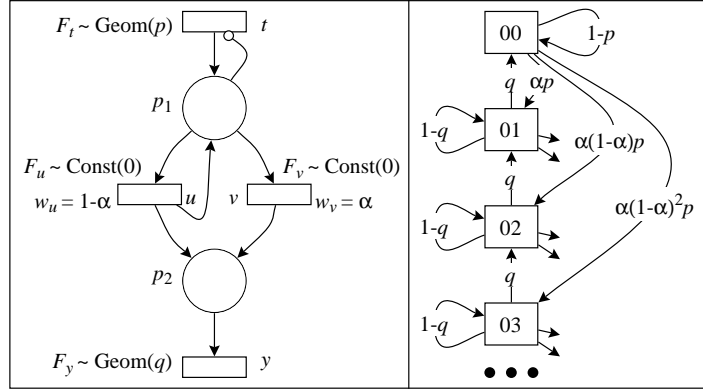 F_t ~ Geom(p)
t
p_1
F_u ~ Const(0)
F_v ~ Const(0)
w_u = 1-α
u
v
w_v = α
p_2
F_y ~ Geom(q)
y
00
1-p
q
αp
1-q
01
α(1-α)p
q
1-q
02
α(1-α)²p
q
1-q
03